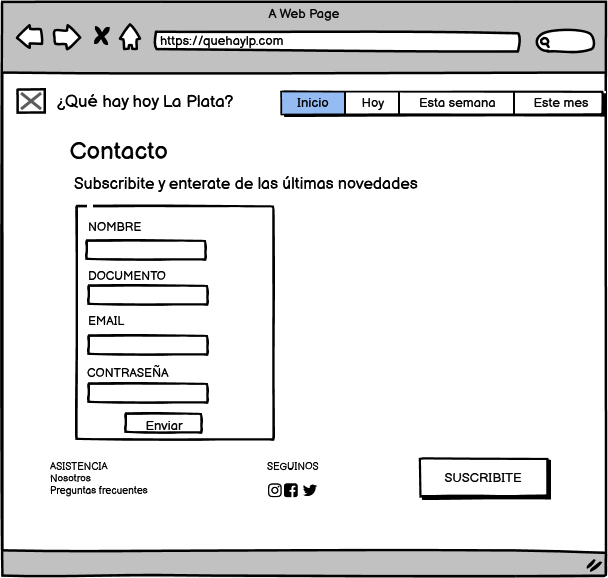 A Web Page
https://quehaylp.com
¿Qué hay hoy La Plata?
Inicio
Hoy
Esta semana
Este mes
Contacto
Subscribite y enterate de las últimas novedades
NOMBRE
DOCUMENTO
EMAIL
CONTRASEÑA
Enviar
ASISTENCIA
Nosotros
Preguntas frecuentes
SEGUINOS
SUSCRIBITE